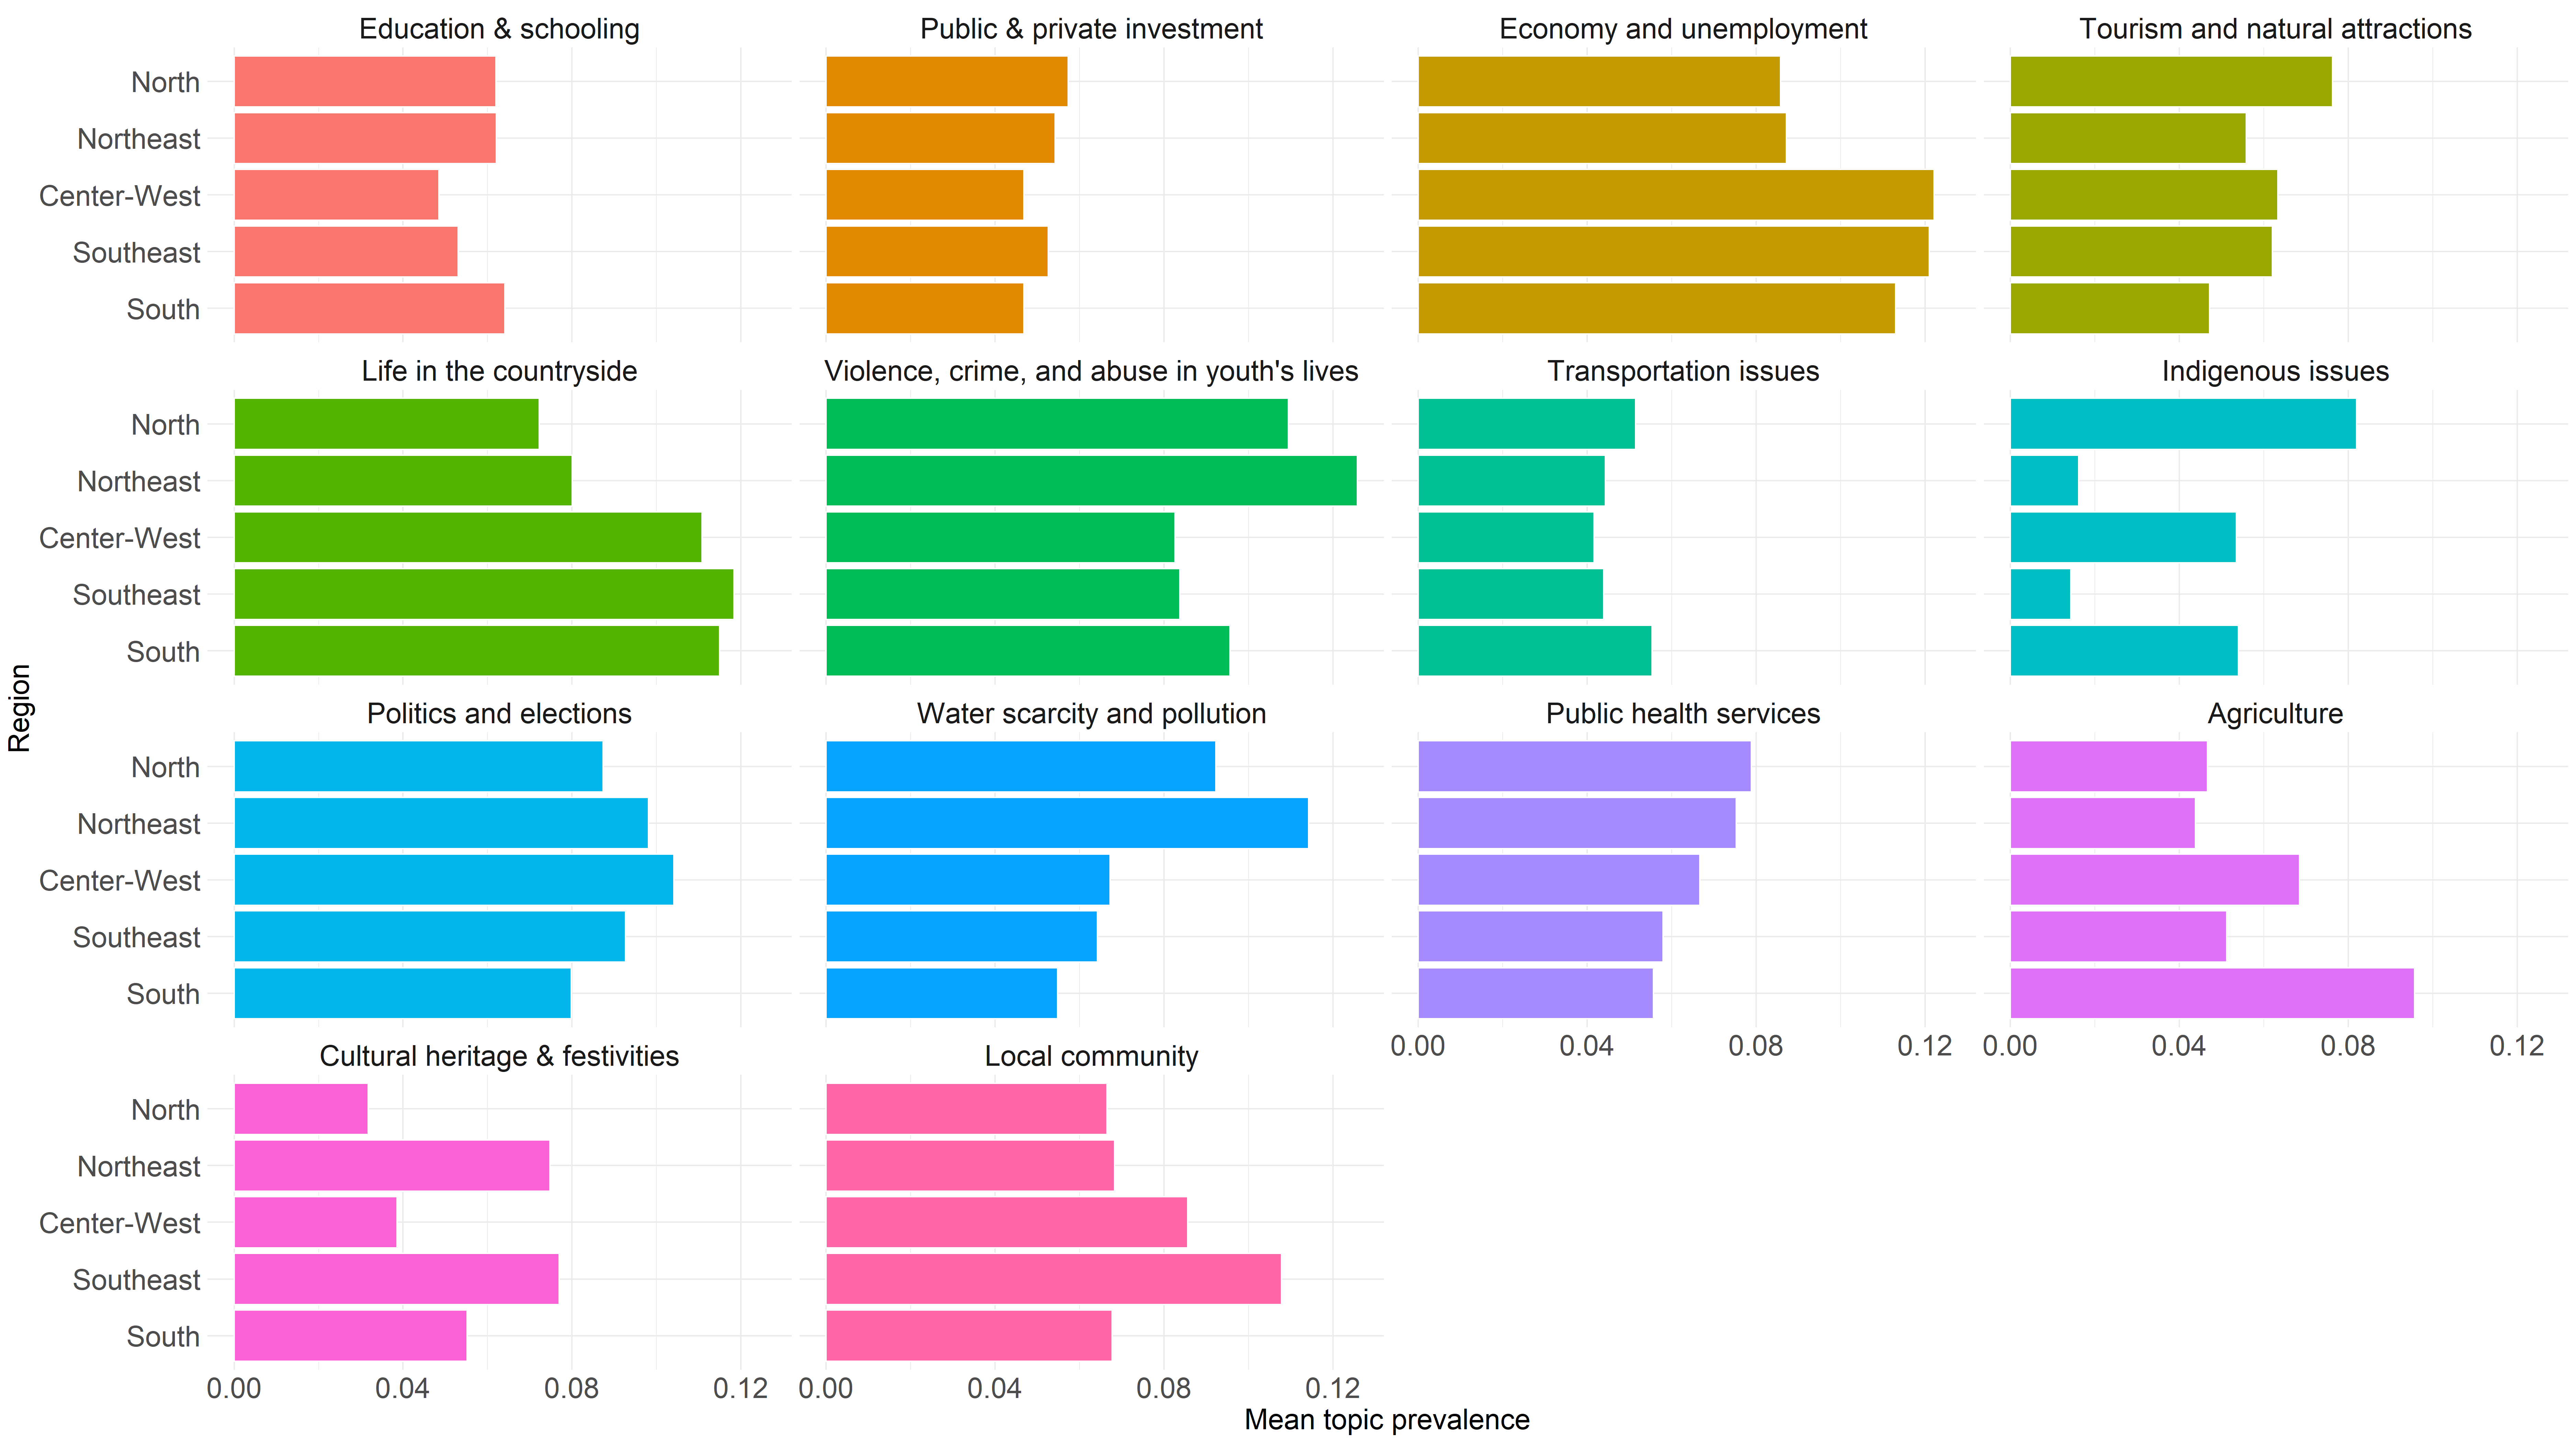 Education & schooling
Public & private investment
Economy and unemployment
Tourism and natural attractions
North
Northeast
Center-West
Southeast
South
Life in the countryside
Violence, crime, and abuse in youth's lives
Transportation issues
Indigenous issues
North
Northeast
Center-West
Southeast
South
Region
Politics and elections
Water scarcity and pollution
Public health services
Agriculture
North
Northeast
Center-West
Southeast
South
0.00 0.04 0.08 0.12 0.00 0.04 0.08 0.12
Cultural heritage & festivities
Local community
North
Northeast
Center-West
Southeast
South
0.00 0.04 0.08 0.12 0.00 0.04 0.08 0.12
Mean topic prevalence